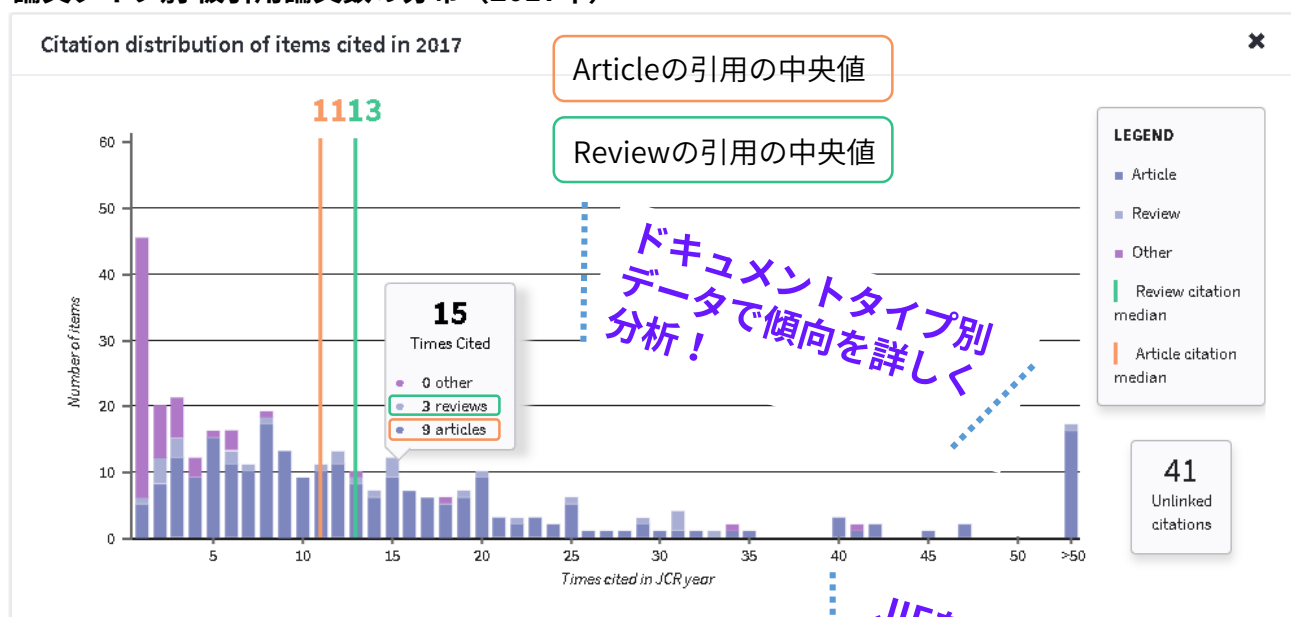 Citation distribution of items cited in 2017
✖
Articleの引用の中央値
Reviewの引用の中央値
1113
60
50
40
30
20
10
0
Number of items
5
10
15
20
25
30
35
40
45
50
>50
Times cited in JCR year
15
Times Cited
0 other
3 reviews
9 articles
ドキュメントタイプ別
データで傾向を詳しく
分析！
LEGEND
Article
Review
Other
Review citation
median
Article citation
median
41
Unlinked
citations